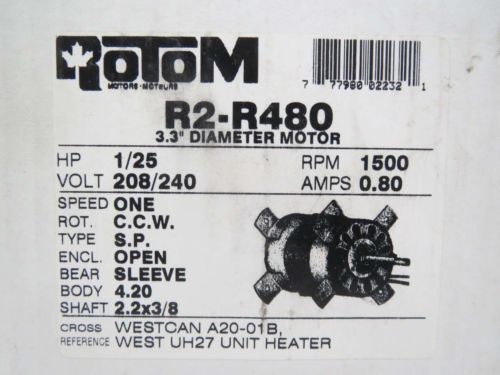 ROTOM
MOTORS-MOTEURS
7 77980 02232 1
R2-R480
3.3" DIAMETER MOTOR
HP 1/25 RPM 1500
VOLT 208/240 AMPS 0.80
SPEED ONE
ROT. C.C.W.
TYPE S.P.
ENCL. OPEN
BEAR SLEEVE
BODY 4.20
SHAFT 2.2x3/8
CROSS WESTCAN A20-01B,
REFERENCE WEST UH27 UNIT HEATER